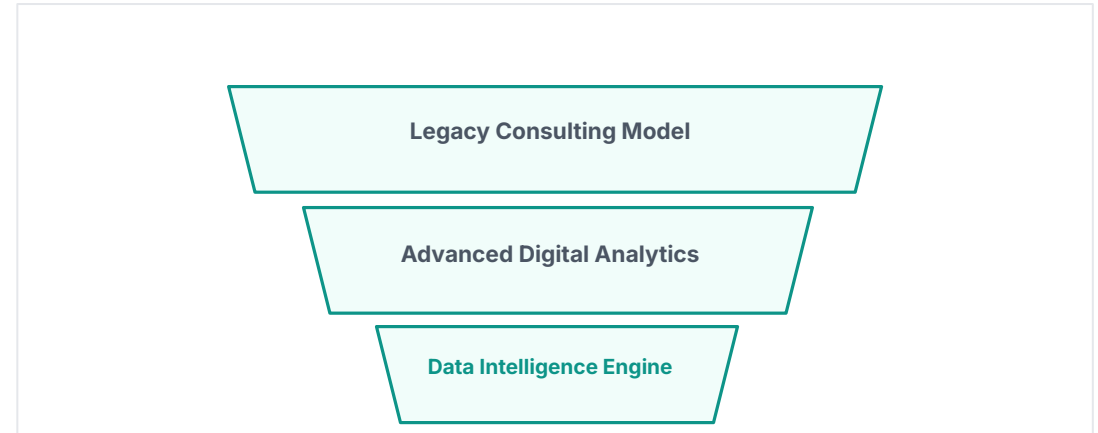 Legacy Consulting Model
Advanced Digital Analytics
Data Intelligence Engine